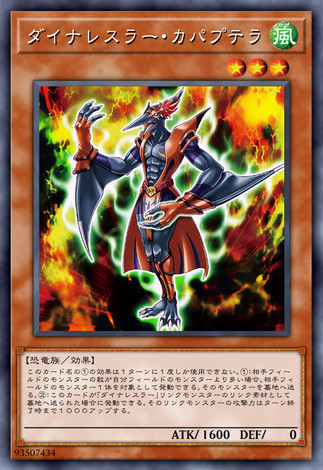 ダイナレスラー・カパプテラ
風
【恐竜族／効果】
このカード名の①の効果は１ターンに１度しか使用できない。①：相手フィ
ールドのモンスターの数が自分フィールドのモンスターより多い場合、相手フィ
ールドのモンスター１体を対象として発動できる。そのモンスターを墓地へ送
る。②：このカードが「ダイナレスラー」リンクモンスターのリンク素材として
墓地へ送られた場合に発動できる。そのリンクモンスターの攻撃力はターン終
了時まで１０００アップする。
ATK/ 1600 DEF/ 0
93507434